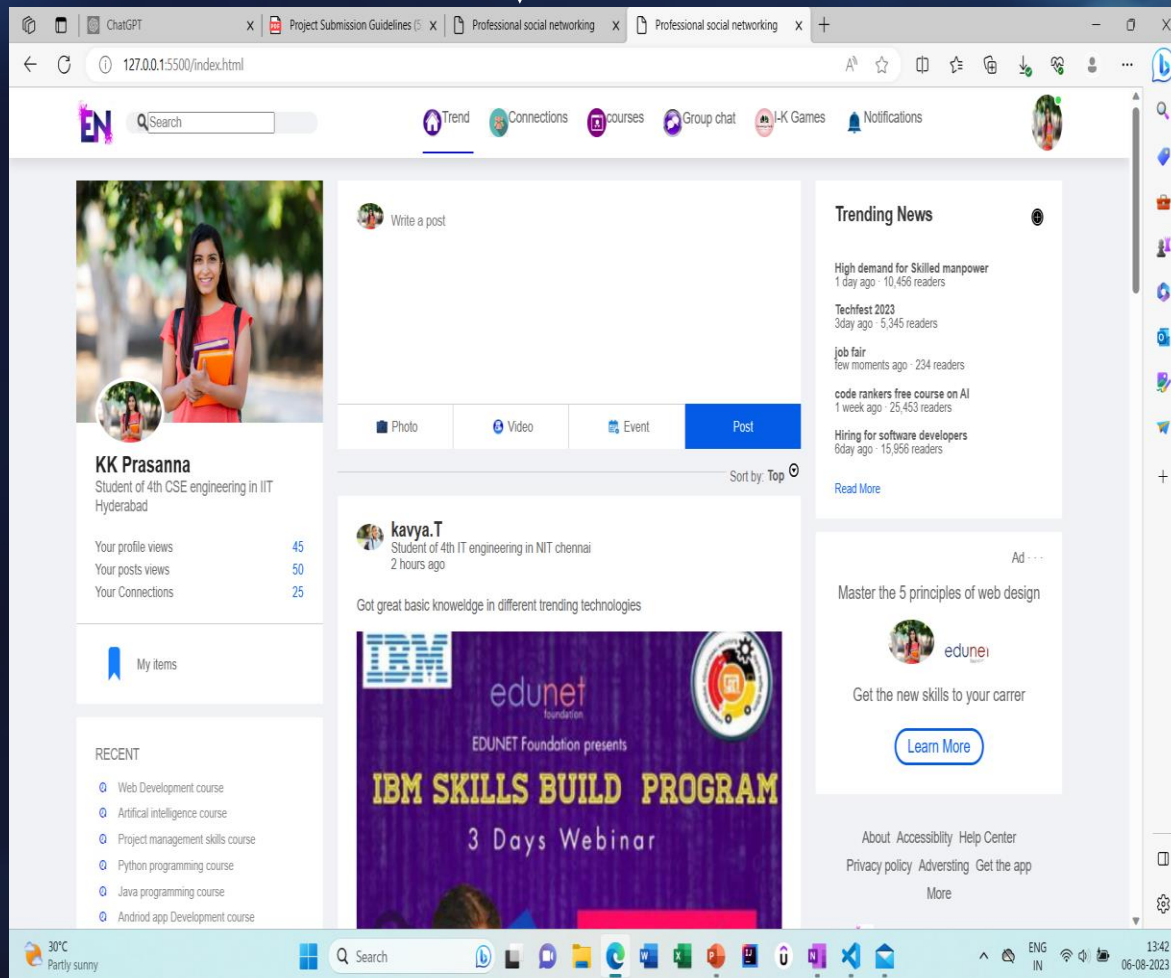 ChatGPT
Project Submission Guidelines (5
Professional social networking
Professional social networking
127.0.0.1:5500/index.html
EN
Search
Trend
Connections
courses
Group chat
I-K Games
Notifications
KK Prasanna
Student of 4th CSE engineering in IIT
Hyderabad
Your profile views 45
Your posts views 50
Your Connections 25
My items
RECENT
Web Development course
Artifical intelligence course
Project management skills course
Python programming course
Java programming course
Andriod app Development course
Write a post
Photo
Video
Event
Post
Sort by: Top
kavya.T
Student of 4th IT engineering in NIT chennai
2 hours ago
Got great basic knoweldge in different trending technologies
IBM
edunet
foundation
EDUNET Foundation presents
IBM SKILLS BUILD PROGRAM
3 Days Webinar
Trending News
High demand for Skilled manpower
1 day ago · 10,456 readers
Techfest 2023
3day ago · 5,345 readers
job fair
few moments ago · 234 readers
code rankers free course on AI
1 week ago · 25,453 readers
Hiring for software developers
6day ago · 15,956 readers
Read More
Ad · · ·
Master the 5 principles of web design
edunet
Get the new skills to your carrer
Learn More
About Accessiblity Help Center
Privacy policy Adversting Get the app
More
30°C
Partly sunny
Search
ENG
IN
13:42
06-08-2023